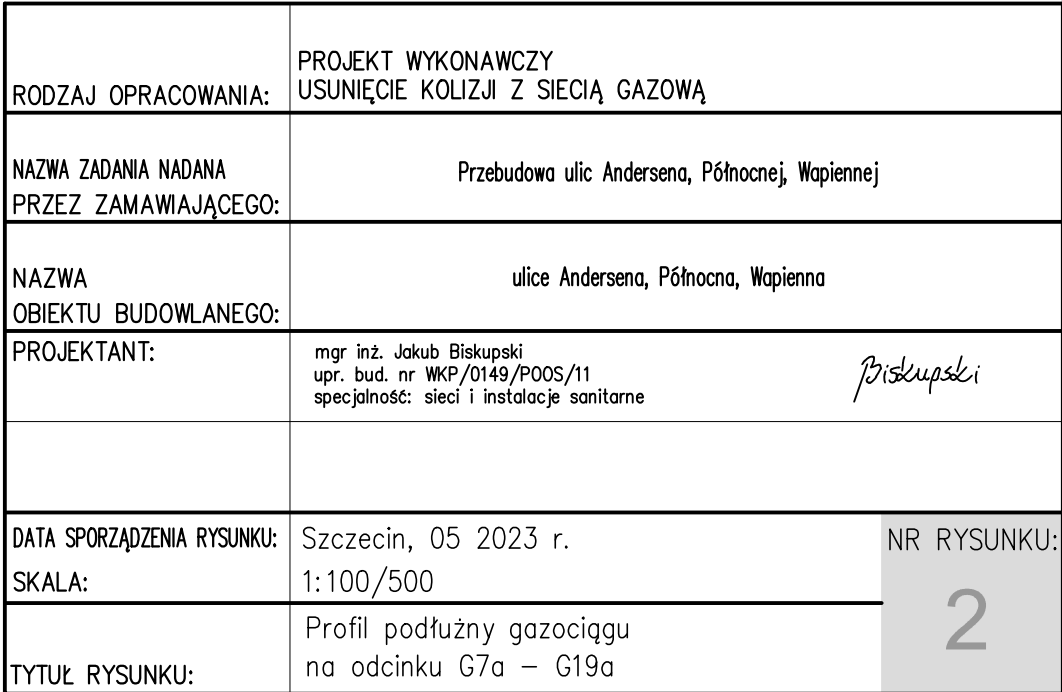 PROJEKT WYKONAWCZY
RODZAJ OPRACOWANIA: USUNIĘCIE KOLIZJI Z SIECIĄ GAZOWĄ
NAZWA ZADANIA NADANA
PRZEZ ZAMAWIAJĄCEGO:
Przebudowa ulic Andersena, Północnej, Wapiennej
NAZWA
OBIEKTU BUDOWLANEGO:
ulice Andersena, Północna, Wapienna
PROJEKTANT:
mgr inż. Jakub Biskupski
upr. bud. nr WKP/0149/POOS/11
specjalność: sieci i instalacje sanitarne
Biskupski
DATA SPORZĄDZENIA RYSUNKU: Szczecin, 05 2023 r.
SKALA: 1:100/500
NR RYSUNKU:
2
TYTUŁ RYSUNKU:
Profil podłużny gazociągu
na odcinku G7a – G19a